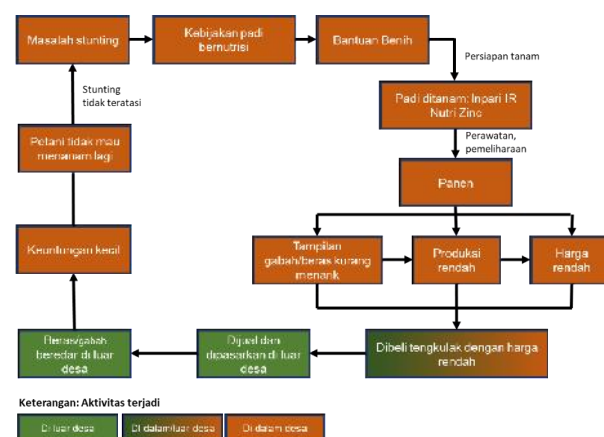 Masalah stunting
Kebijakan padi
bernutrisi
Bantuan Benih
Persiapan tanam
Stunting
tidak teratasi
Padi ditanam: Inpari IR
Nutri Zinc
Perawatan,
pemeliharaan
Petani tidak mau
menanam lagi
Panen
Keuntungan kecil
Tampilan
gabah/beras kurang
menarik
Produksi
rendah
Harga
rendah
Beras/gabah
beredar di luar
desa
Dijual dan
dipasarkan di luar
desa
Dibeli tengkulak dengan harga
rendah
Keterangan: Aktivitas terjadi
Di luar desa
Di dalam/luar desa
Di dalam desa